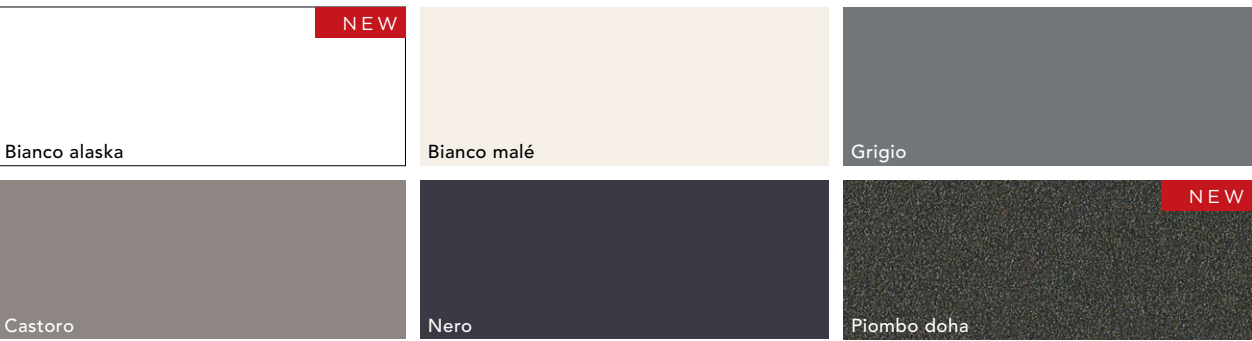 NEW
Bianco alaska
Bianco malé
Grigio
NEW
Castoro
Nero
Piombo doha